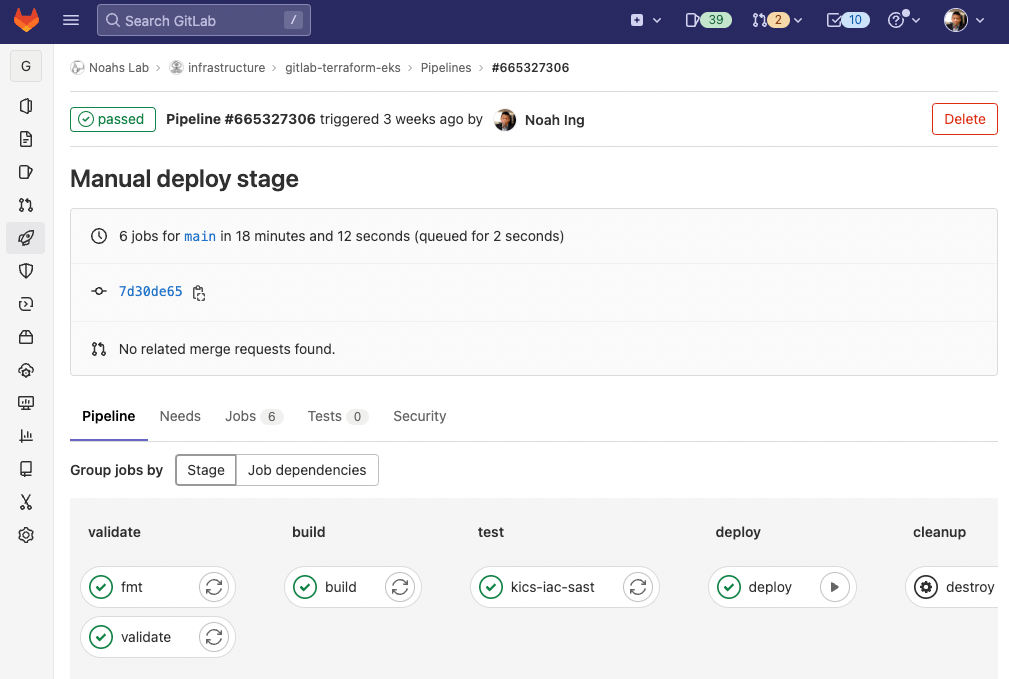 Search GitLab /
39
2
10
G
Noahs Lab › infrastructure › gitlab-terraform-eks › Pipelines › #665327306
passed Pipeline #665327306 triggered 3 weeks ago by Noah Ing
Delete
Manual deploy stage
6 jobs for main in 18 minutes and 12 seconds (queued for 2 seconds)
7d30de65
No related merge requests found.
Pipeline Needs Jobs 6 Tests 0 Security
Group jobs by Stage Job dependencies
validate build test deploy cleanup
fmt build kics-iac-sast deploy destroy
validate